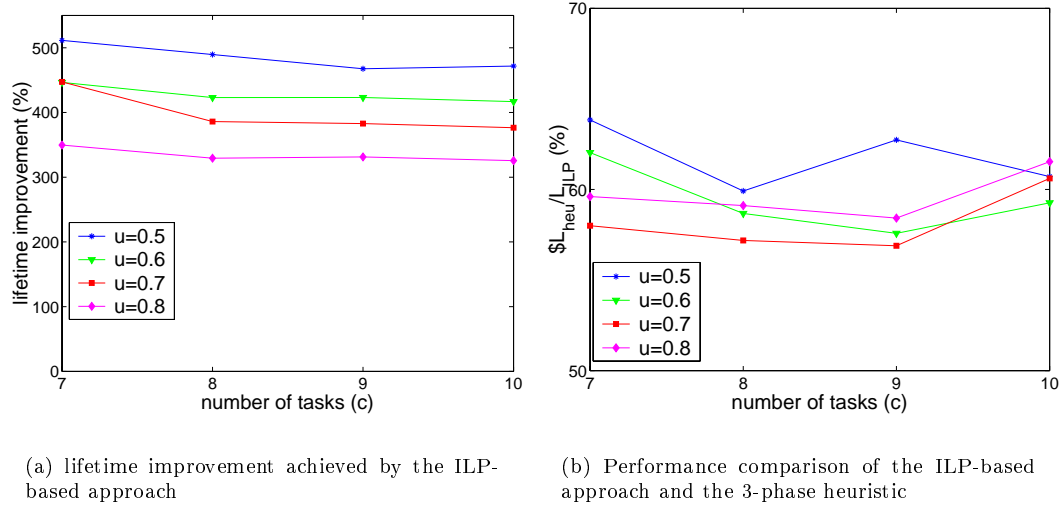 lifetime improvement (%)
500
400
300
200
100
0
u=0.5
u=0.6
u=0.7
u=0.8
7
8
9
10
number of tasks (c)
(a) lifetime improvement achieved by the ILP-
based approach
$L_heu/L_ILP (%)
70
60
50
u=0.5
u=0.6
u=0.7
u=0.8
7
8
9
10
number of tasks (c)
(b) Performance comparison of the ILP-based
approach and the 3-phase heuristic